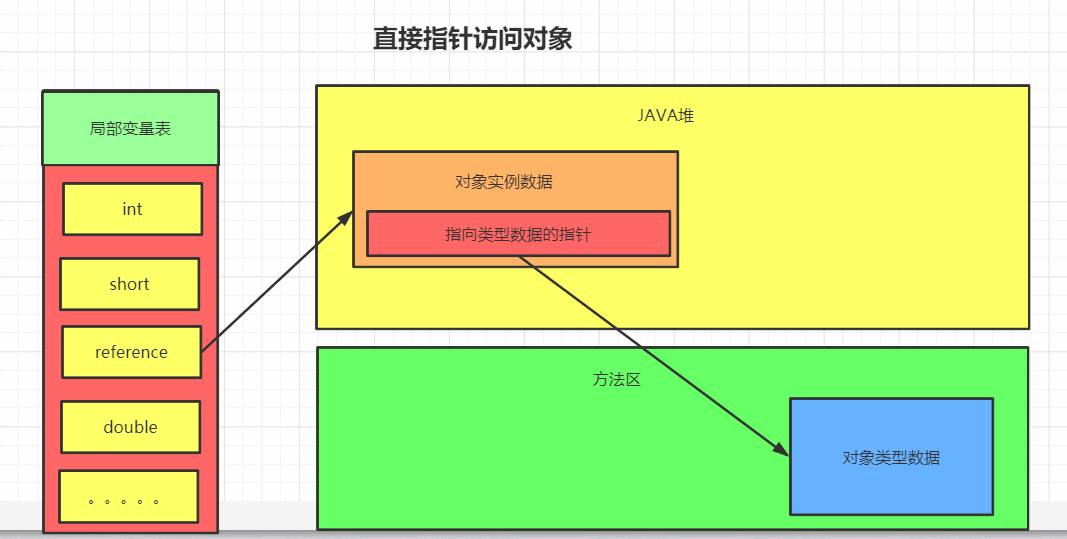 直接指针访问对象
局部变量表
int
short
reference
double
。。。。。
JAVA堆
对象实例数据
指向类型数据的指针
方法区
对象类型数据